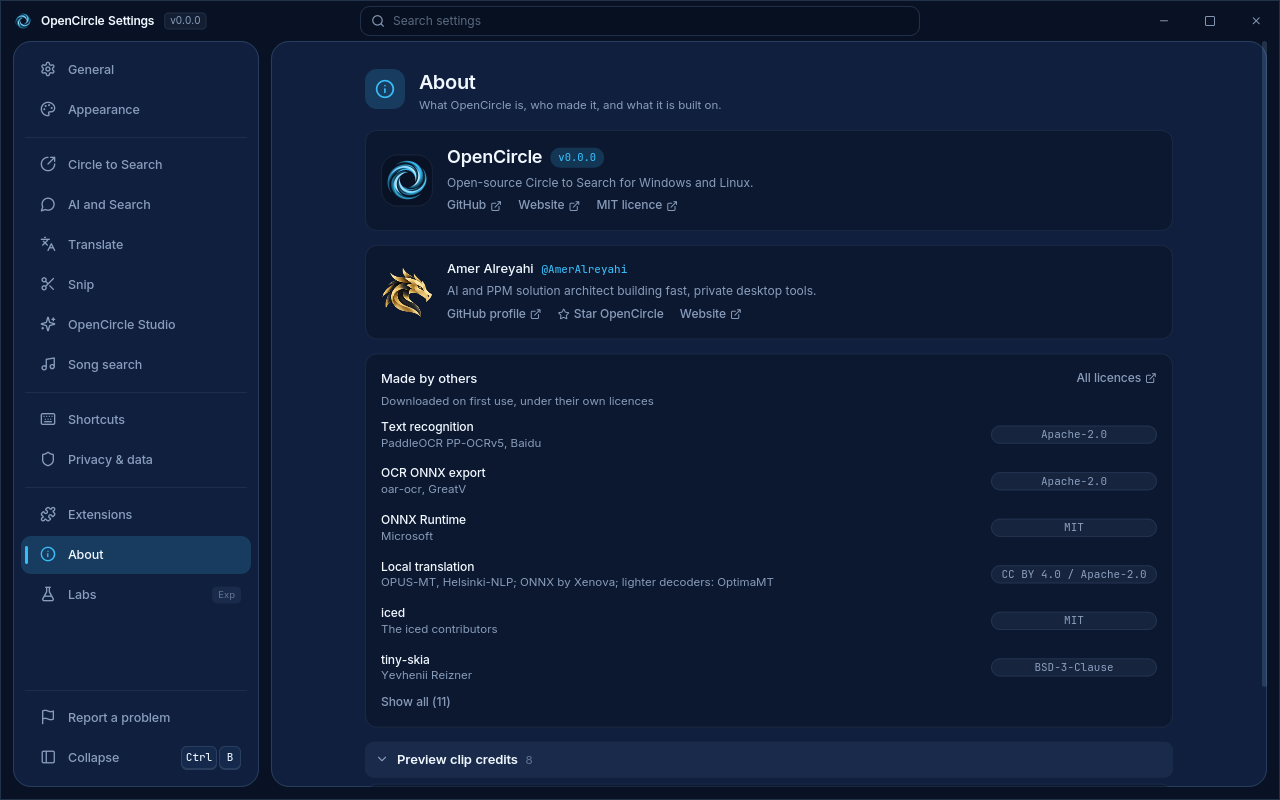 OpenCircle Settings v0.0.0
Search settings
General
Appearance
Circle to Search
AI and Search
Translate
Snip
OpenCircle Studio
Song search
Shortcuts
Privacy & data
Extensions
About
Labs Exp
Report a problem
Collapse Ctrl B
About
What OpenCircle is, who made it, and what it is built on.
OpenCircle v0.0.0
Open-source Circle to Search for Windows and Linux.
GitHub Website MIT licence
Amer Alreyahi @AmerAlreyahi
AI and PPM solution architect building fast, private desktop tools.
GitHub profile Star OpenCircle Website
Made by others All licences
Downloaded on first use, under their own licences
Text recognition
PaddleOCR PP-OCRv5, Baidu
Apache-2.0
OCR ONNX export
oar-ocr, GreatV
Apache-2.0
ONNX Runtime
Microsoft
MIT
Local translation
OPUS-MT, Helsinki-NLP; ONNX by Xenova; lighter decoders: OptimaMT
CC BY 4.0 / Apache-2.0
iced
The iced contributors
MIT
tiny-skia
Yevhenii Reizner
BSD-3-Clause
Show all (11)
Preview clip credits 8